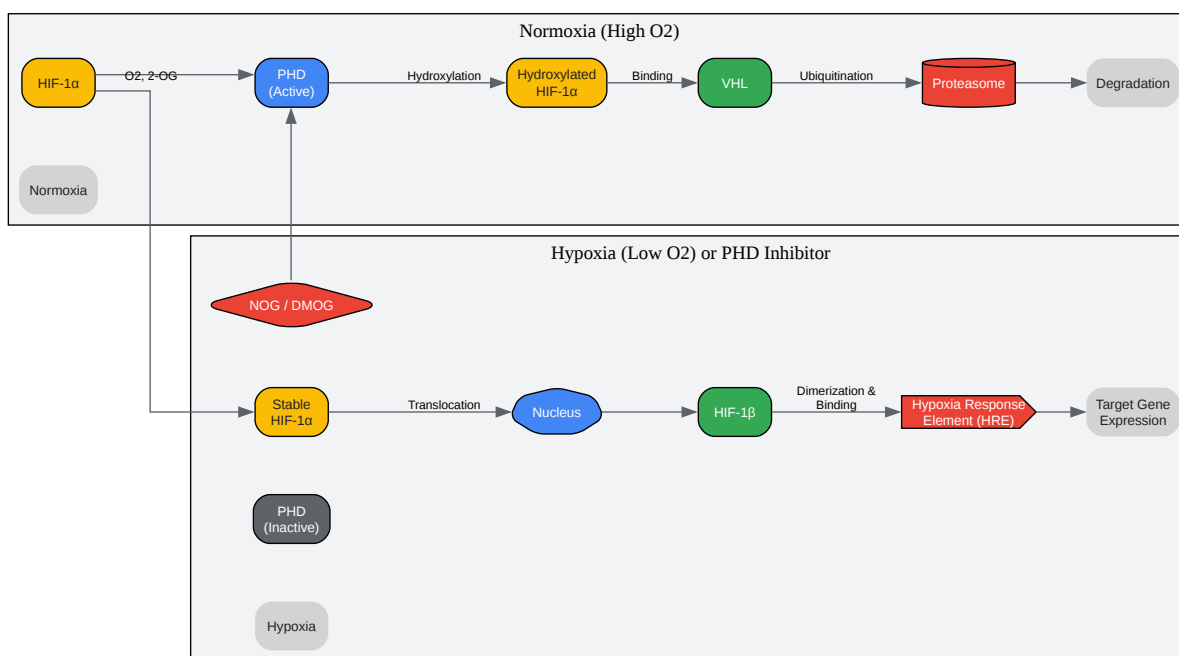 Normoxia (High O2)
HIF-1α
O2, 2-OG
PHD
(Active)
Hydroxylation
Hydroxylated
HIF-1α
Binding
VHL
Ubiquitination
Proteasome
Degradation
Normoxia
Hypoxia (Low O2) or PHD Inhibitor
NOG / DMOG
Stable
HIF-1α
Translocation
Nucleus
HIF-1β
Dimerization &
Binding
Hypoxia Response
Element (HRE)
Target Gene
Expression
PHD
(Inactive)
Hypoxia